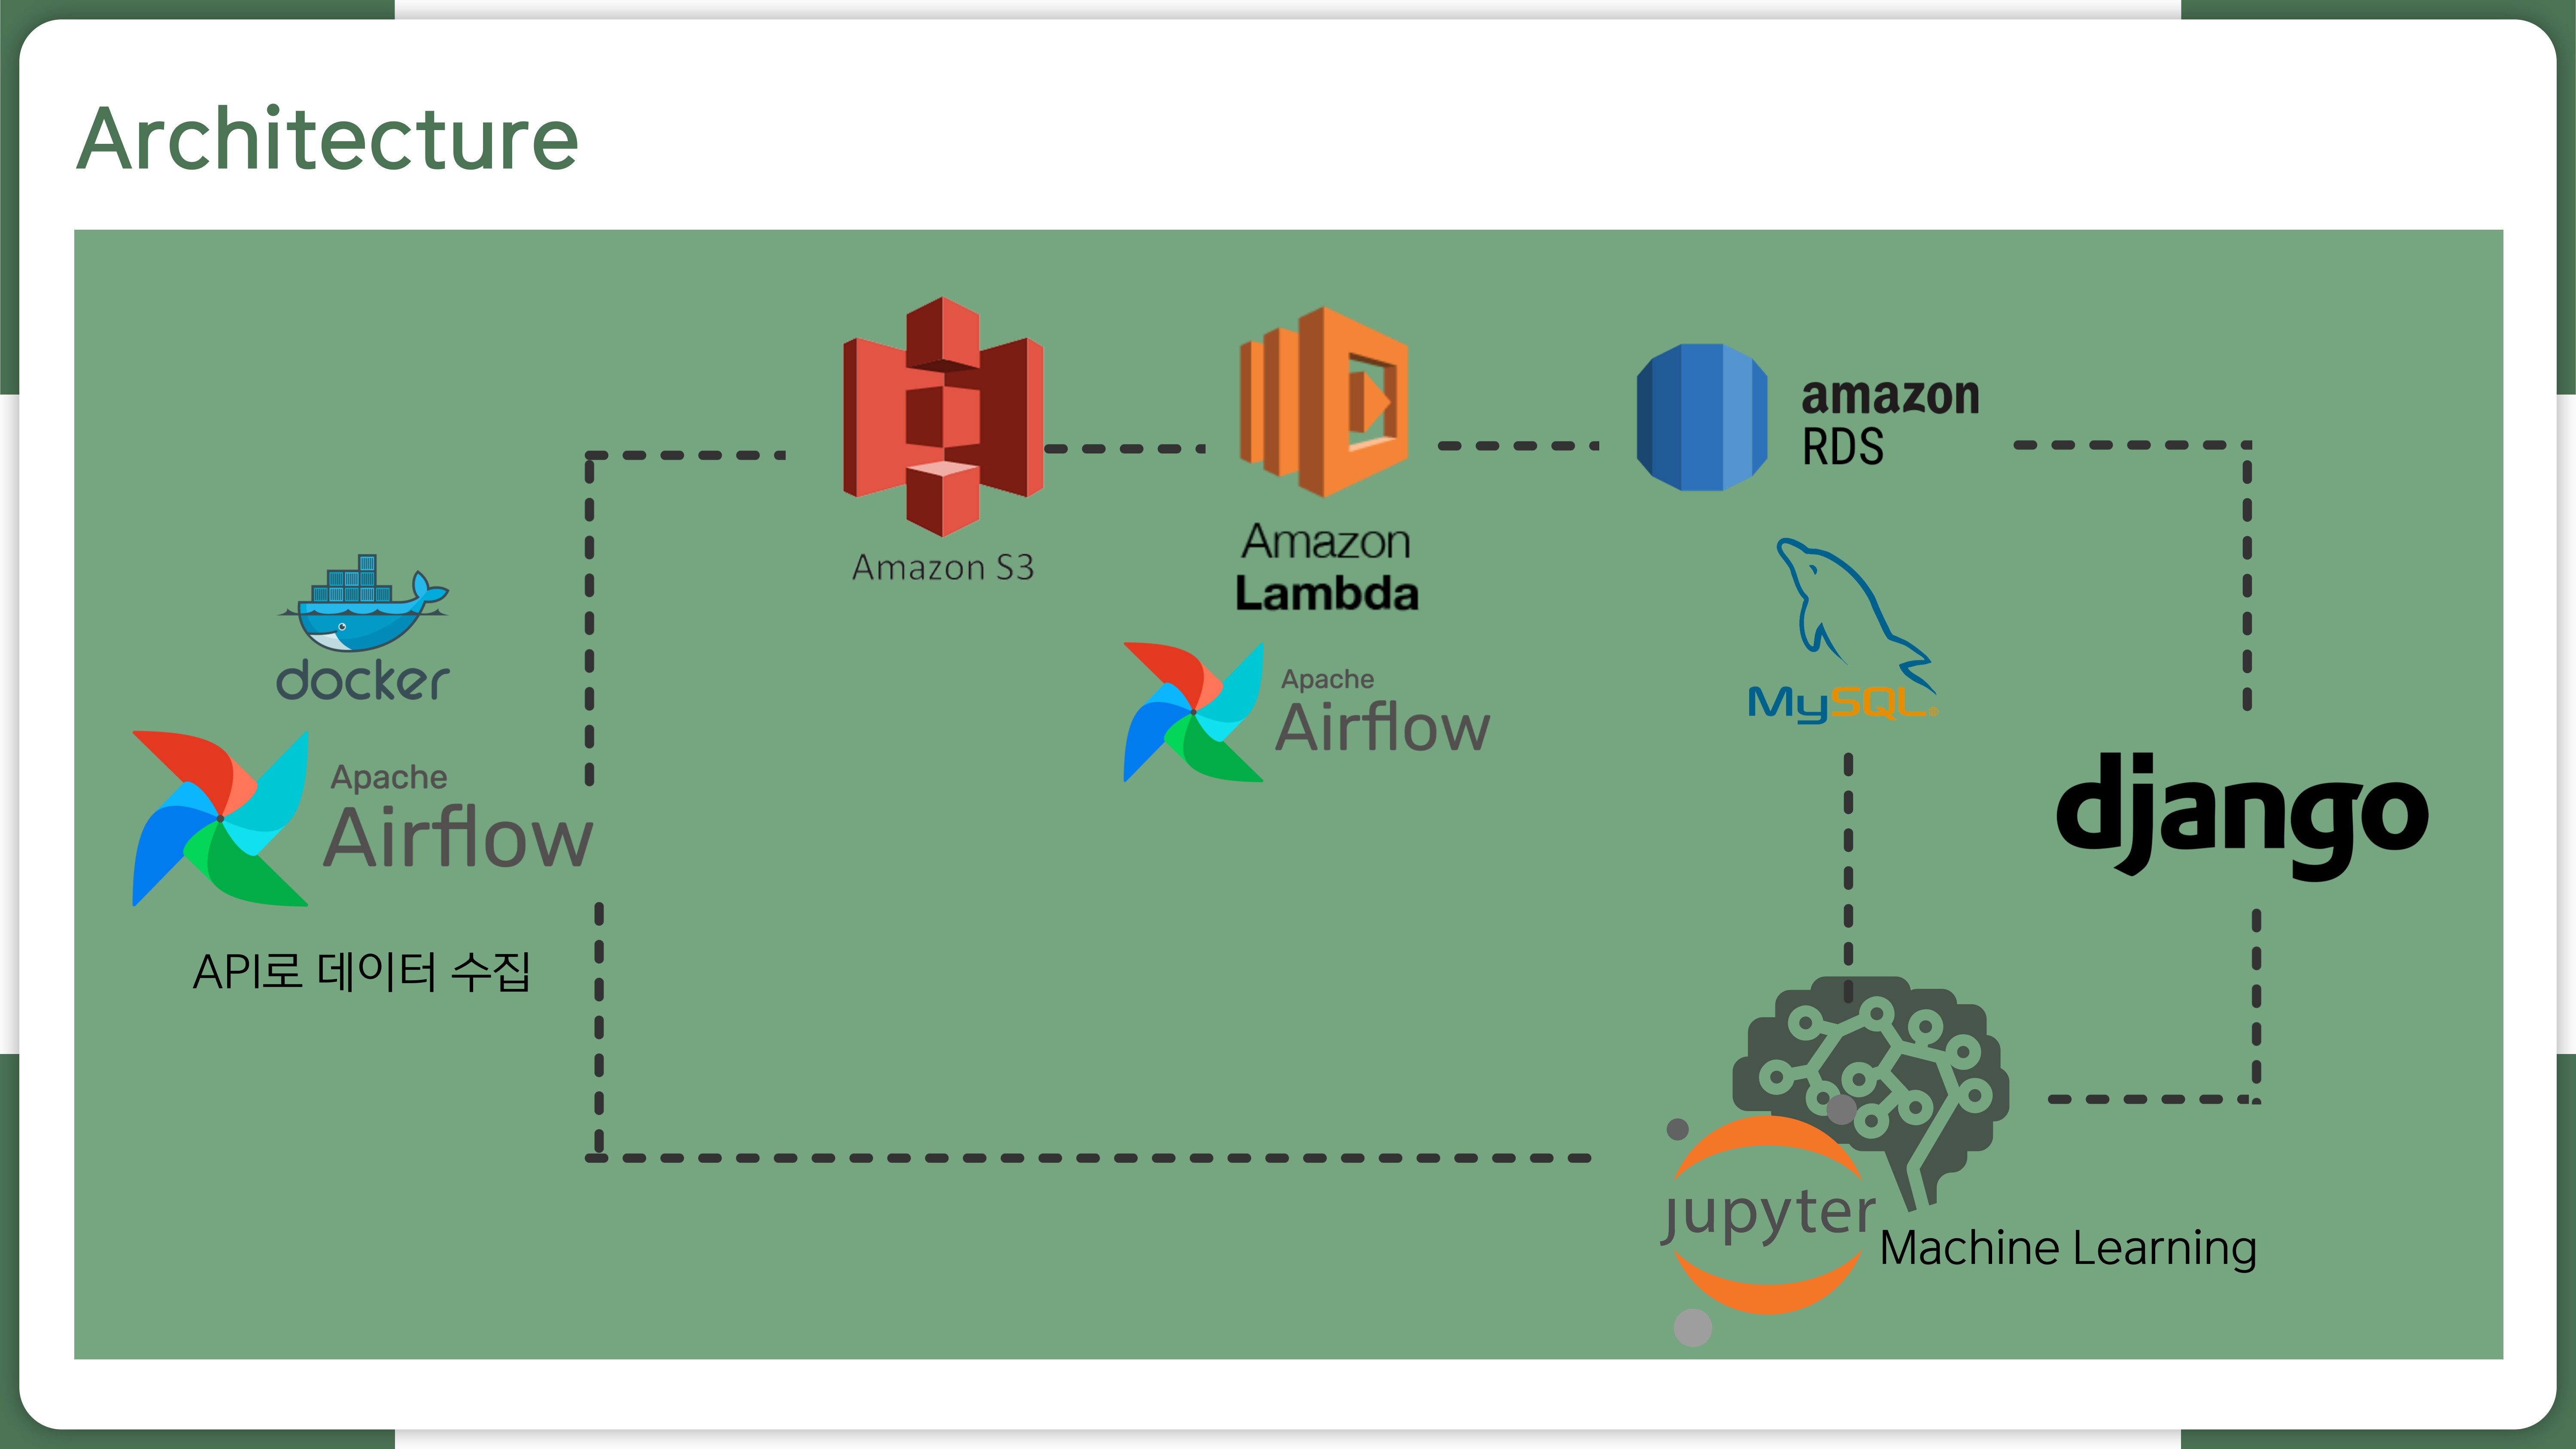 Architecture
docker
Apache
Airflow
API로 데이터 수집
Amazon S3
Amazon
Lambda
Apache
Airflow
amazon
RDS
MySQL®
django
jupyter
Machine Learning